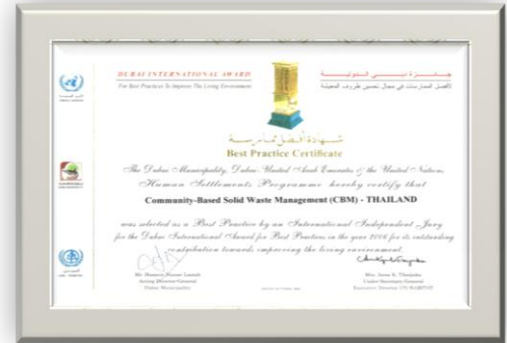 DUBAI INTERNATIONAL AWARD
For Best Practices To Improve The Living Environment
جائزة دبي الدولية
لأفضل الممارسات في مجال تحسين ظروف المعيشة
شهادة أفضل ممارسة
Best Practice Certificate
The Dubai Municipality, Dubai-United Arab Emirates & the United Nations
Human Settlements Programme hereby certify that
Community-Based Solid Waste Management (CBM) - THAILAND
was selected as a Best Practice by an International Independent Jury
for the Dubai International Award for Best Practices in the year 2006 for its outstanding
contribution towards improving the living environment.
Acting Director General
Dubai Municipality
Mrs. Anna K. Tibaijuka
Under-Secretary-General
Executive Director UN-HABITAT